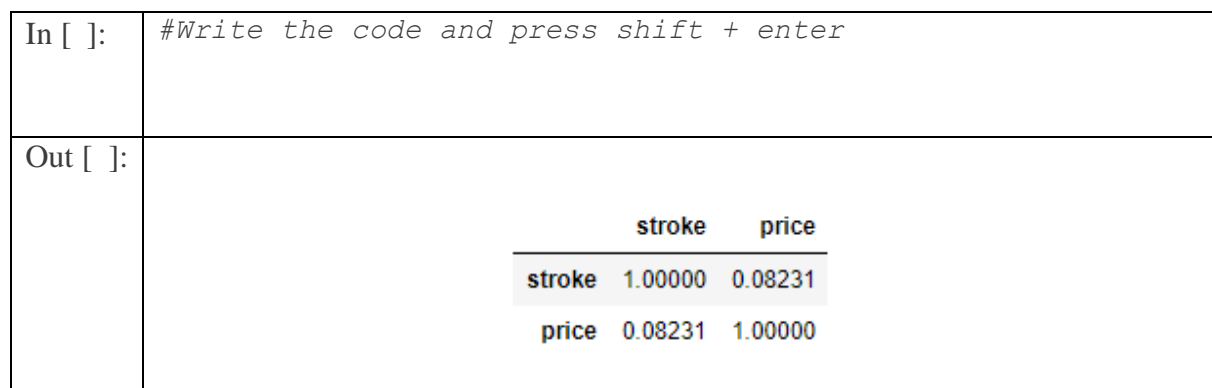 In [ ]: #Write the code and press shift + enter
Out [ ]:
stroke price
stroke 1.00000 0.08231
price 0.08231 1.00000